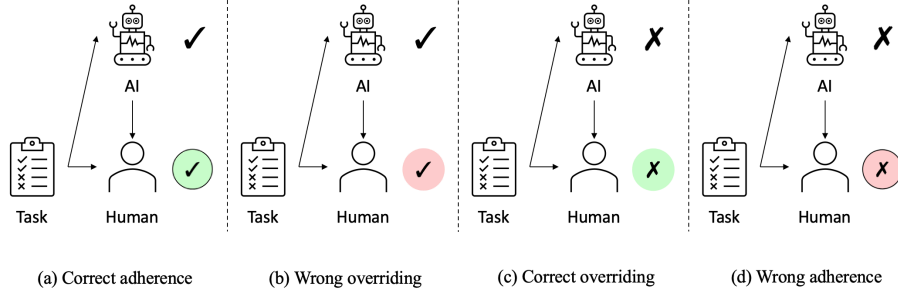 AI
Task
Human
(a) Correct adherence
AI
Task
Human
(b) Wrong overriding
AI
Task
Human
(c) Correct overriding
AI
Task
Human
(d) Wrong adherence